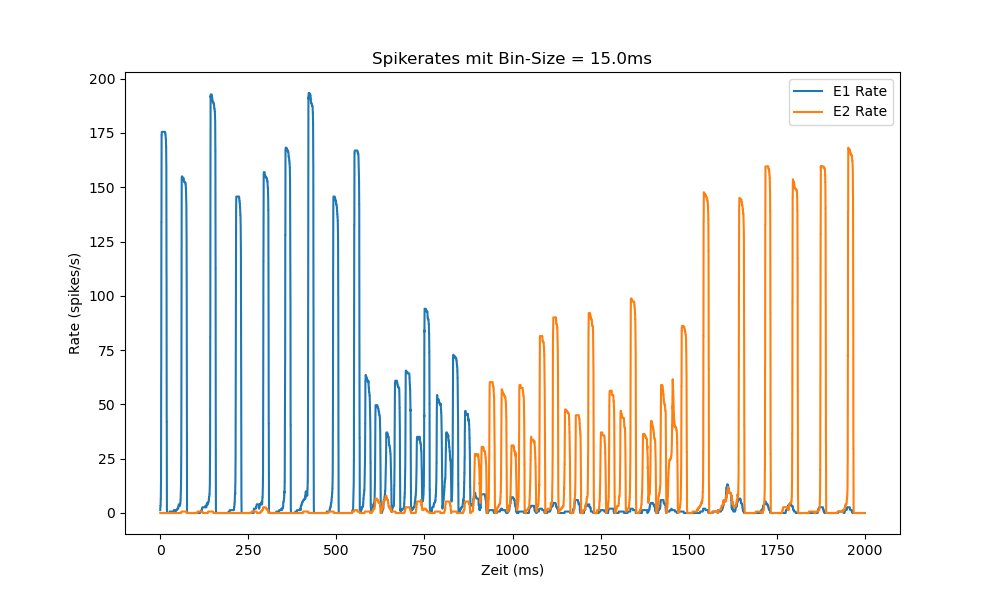 Spikerates mit Bin-Size = 15.0ms
E1 Rate
E2 Rate
200
175
150
125
100
75
50
25
0
Rate (spikes/s)
0 250 500 750 1000 1250 1500 1750 2000
Zeit (ms)